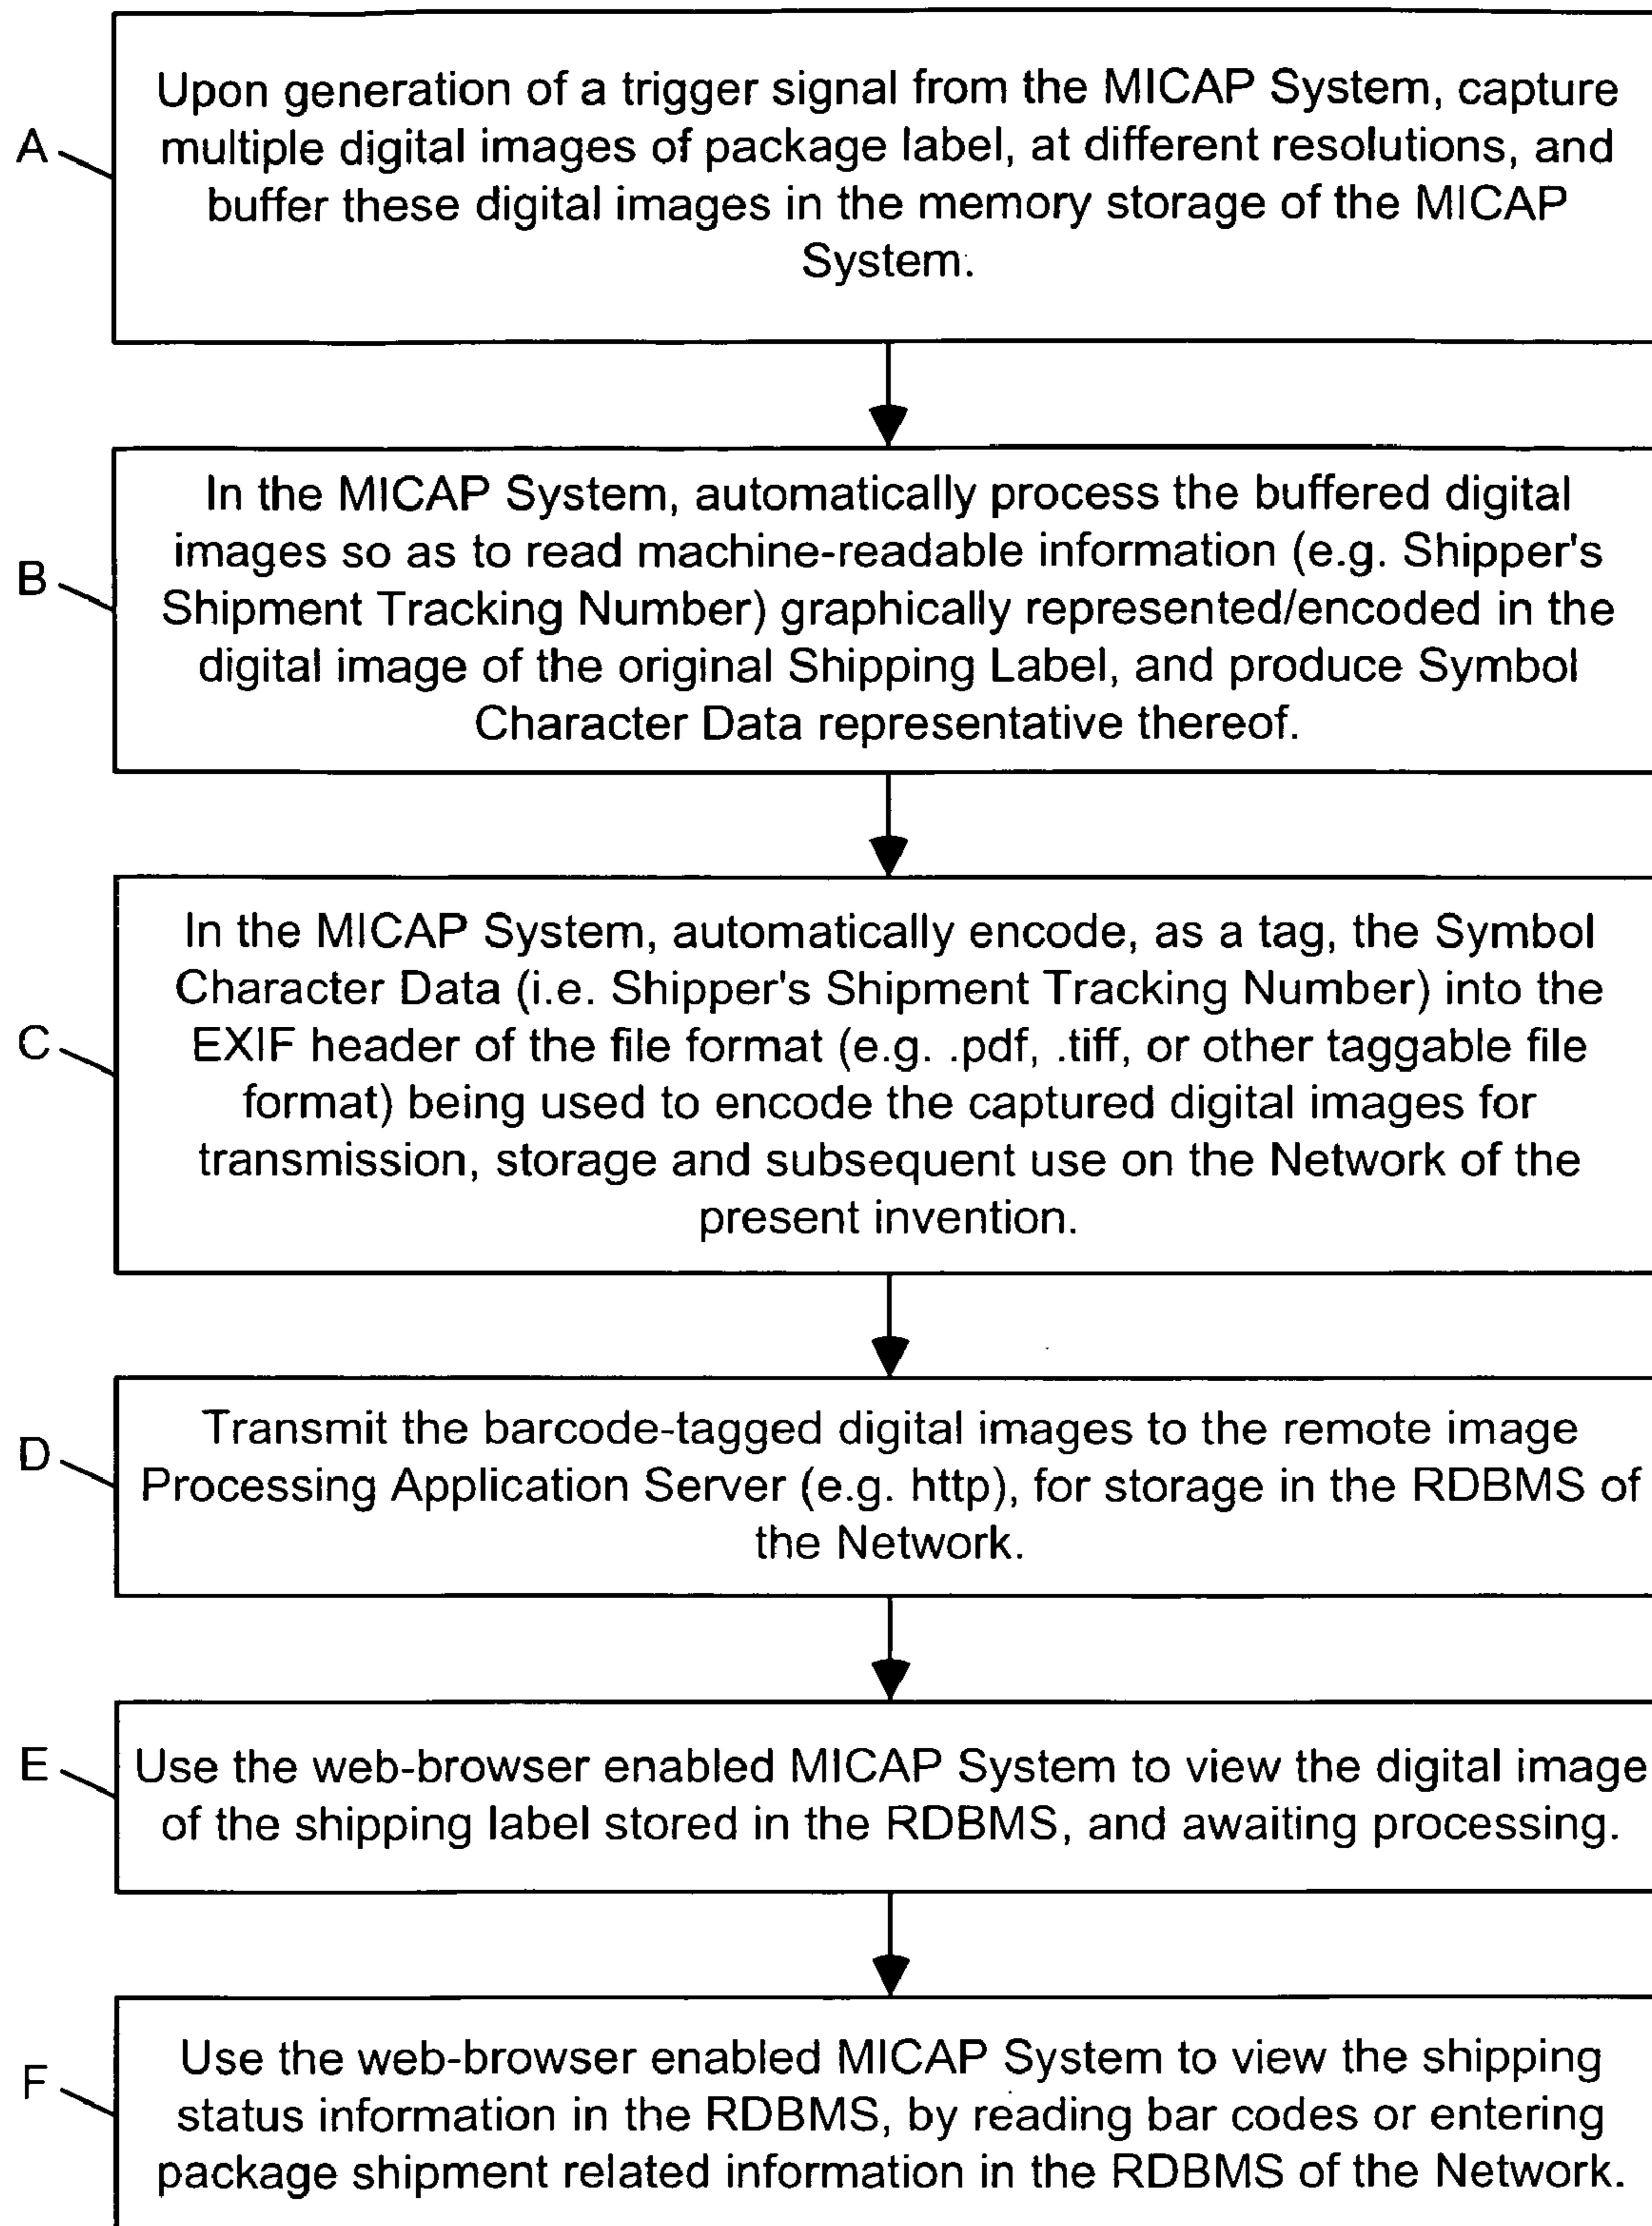 A
Upon generation of a trigger signal from the MICAP System, capture
multiple digital images of package label, at different resolutions, and
buffer these digital images in the memory storage of the MICAP
System.
B
In the MICAP System, automatically process the buffered digital
images so as to read machine-readable information (e.g. Shipper's
Shipment Tracking Number) graphically represented/encoded in the
digital image of the original Shipping Label, and produce Symbol
Character Data representative thereof.
C
In the MICAP System, automatically encode, as a tag, the Symbol
Character Data (i.e. Shipper's Shipment Tracking Number) into the
EXIF header of the file format (e.g. .pdf, .tiff, or other taggable file
format) being used to encode the captured digital images for
transmission, storage and subsequent use on the Network of the
present invention.
D
Transmit the barcode-tagged digital images to the remote image
Processing Application Server (e.g. http), for storage in the RDBMS of
the Network.
E
Use the web-browser enabled MICAP System to view the digital image
of the shipping label stored in the RDBMS, and awaiting processing.
F
Use the web-browser enabled MICAP System to view the shipping
status information in the RDBMS, by reading bar codes or entering
package shipment related information in the RDBMS of the Network.